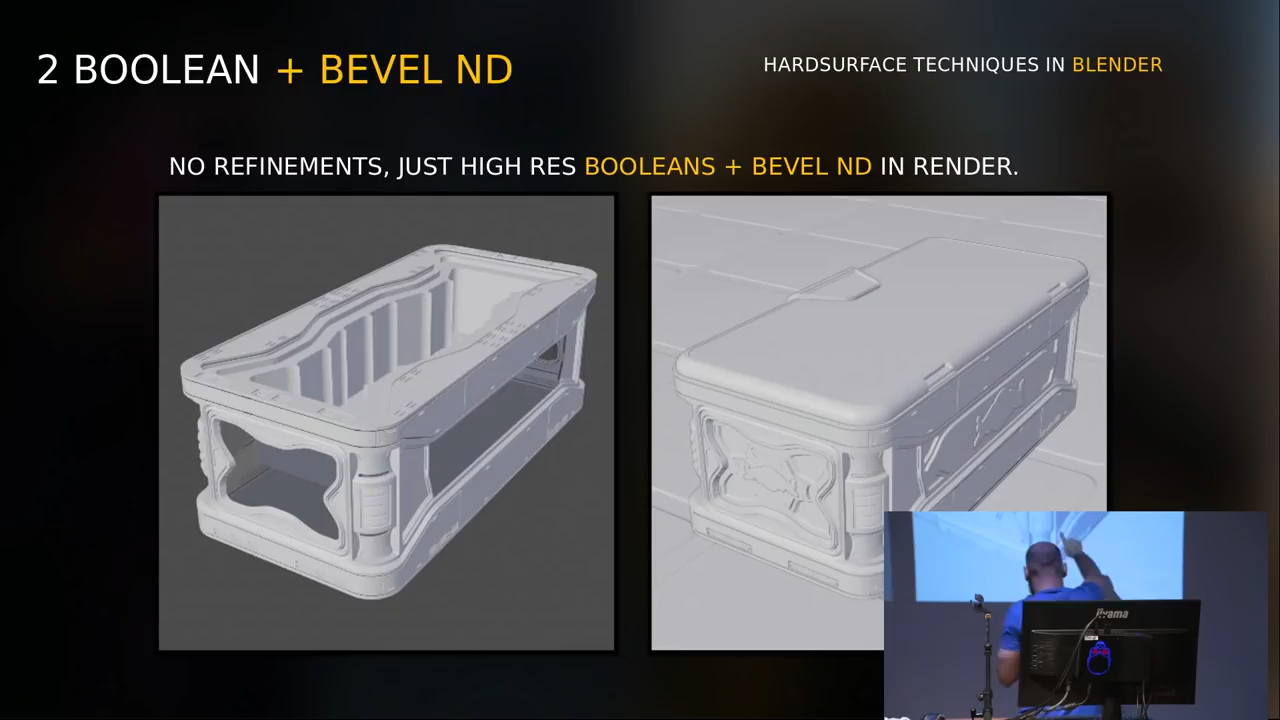 2 BOOLEAN + BEVEL ND
HARDSURFACE TECHNIQUES IN BLENDER
NO REFINEMENTS, JUST HIGH RES BOOLEANS + BEVEL ND IN RENDER.
iiyama